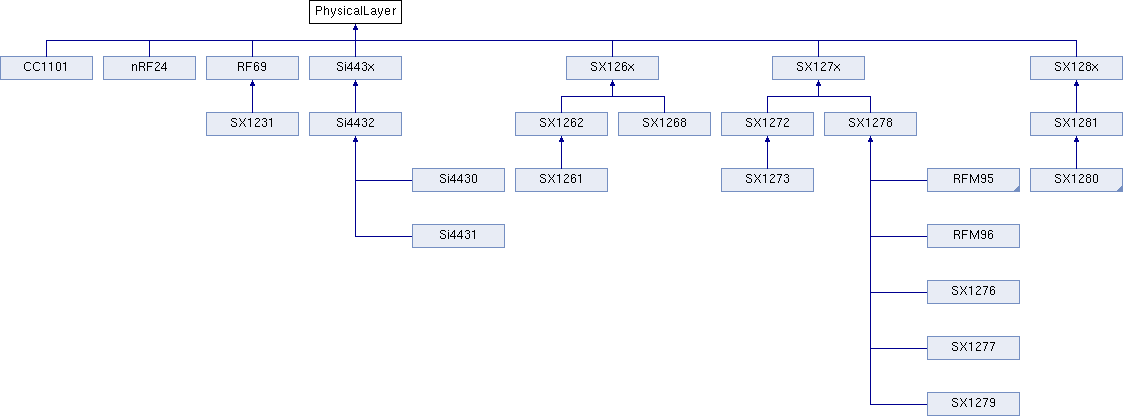 PhysicalLayer
CC1101
nRF24
RF69
Si443x
SX126x
SX127x
SX128x
SX1231
Si4432
SX1262
SX1268
SX1272
SX1278
SX1281
Si4430
SX1261
SX1273
RFM95
SX1280
Si4431
RFM96
SX1276
SX1277
SX1279